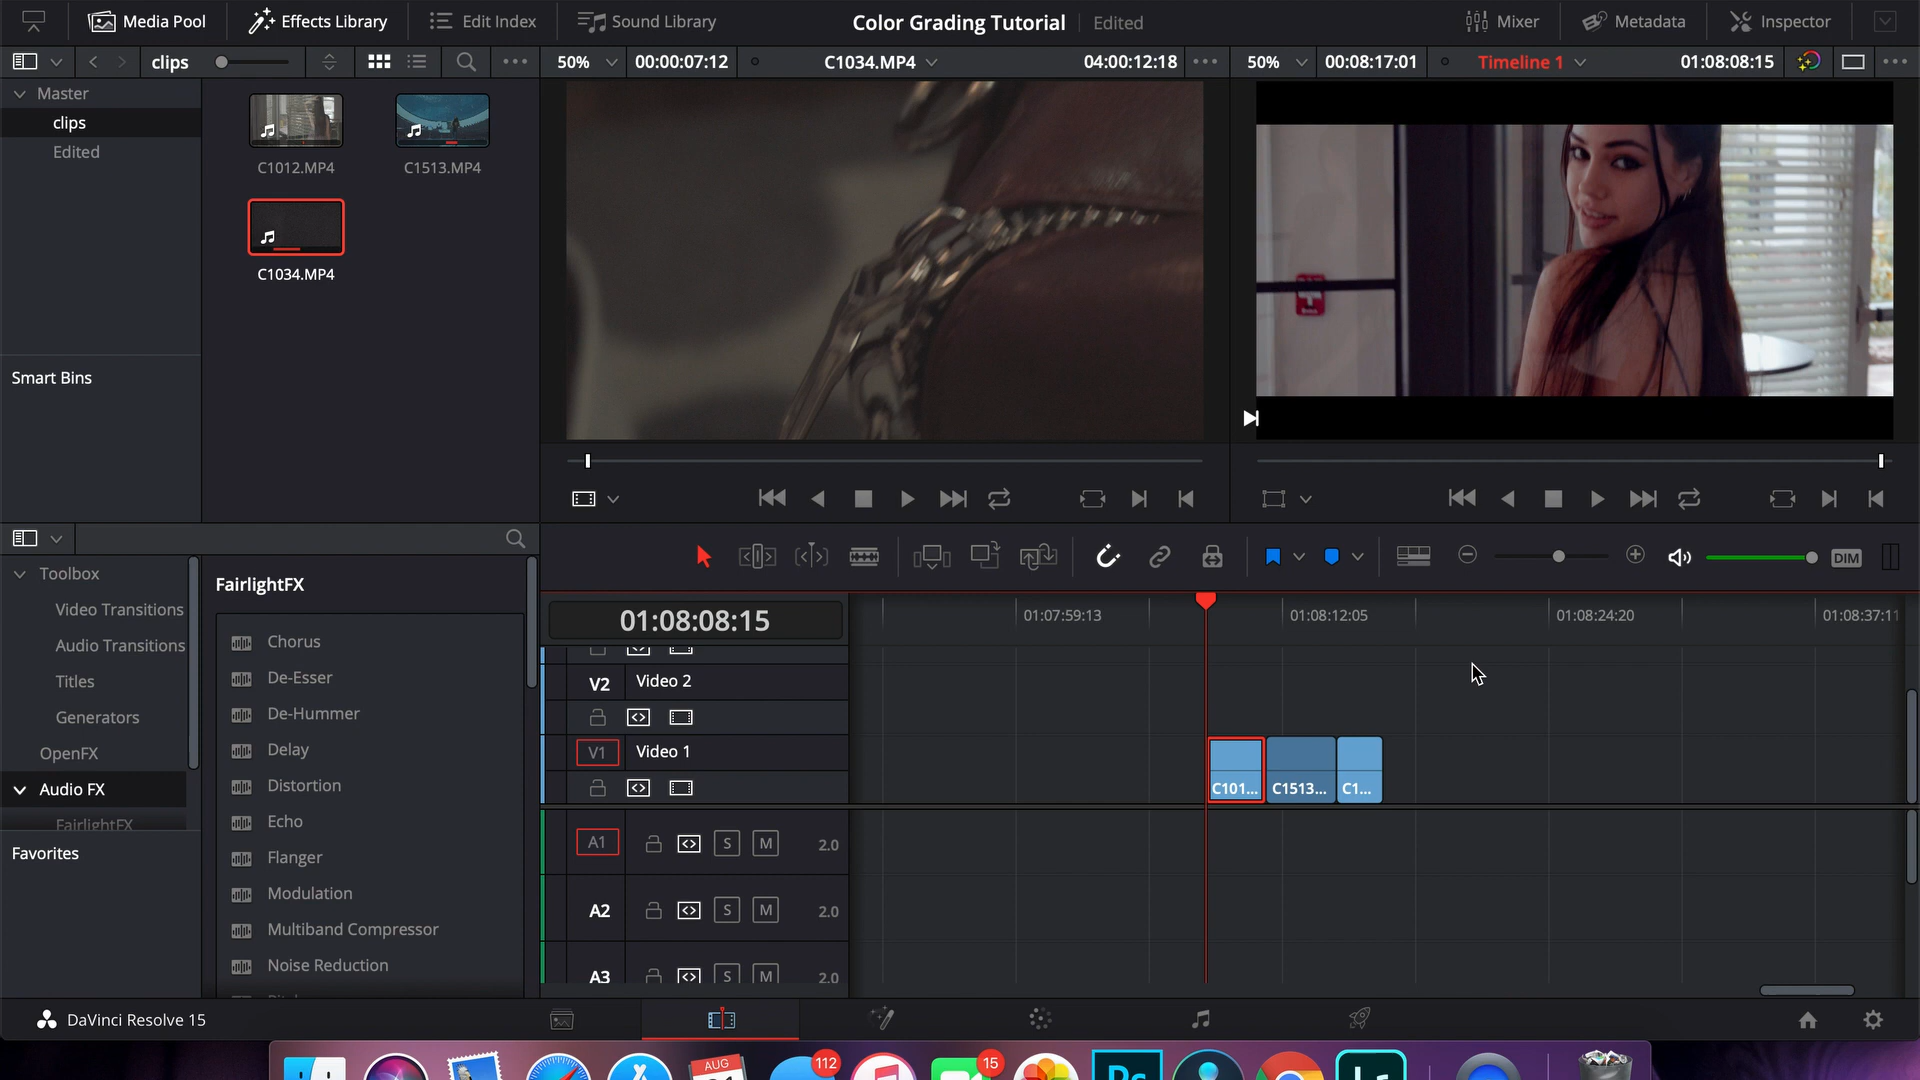 Media Pool
Effects Library
Edit Index
Sound Library
Color Grading Tutorial
Edited
Mixer
Metadata
Inspector
clips
50%
00:00:07:12
C1034.MP4
04:00:12:18
50%
00:08:17:01
Timeline 1
01:08:08:15
Master
clips
Edited
C1012.MP4
C1513.MP4
C1034.MP4
Smart Bins
DIM
Toolbox
Video Transitions
Audio Transitions
Titles
Generators
OpenFX
Audio FX
FairlightFX
Favorites
FairlightFX
Chorus
De-Esser
De-Hummer
Delay
Distortion
Echo
Flanger
Modulation
Multiband Compressor
Noise Reduction
01:08:08:15
01:07:59:13
01:08:12:05
01:08:24:20
01:08:37:11
V2 Video 2
V1 Video 1
C101...
C1513...
C1...
A1 S M 2.0
A2 S M 2.0
A3 S M 2.0
DaVinci Resolve 15
AUG
112
15
Ps